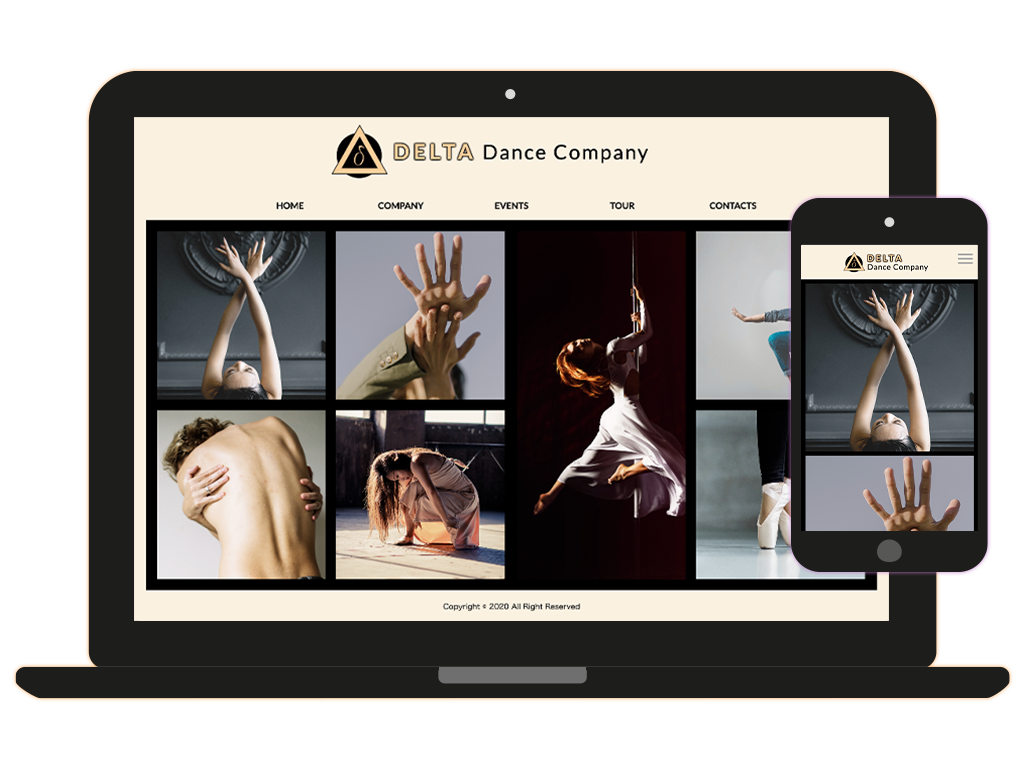 DELTA Dance Company
HOME COMPANY EVENTS TOUR CONTACTS
DELTA
Dance Company
Copyright © 2020 All Right Reserved